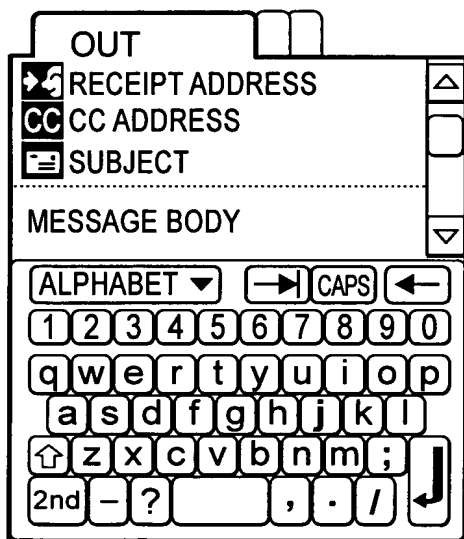 OUT
RECEIPT ADDRESS
CC CC ADDRESS
SUBJECT
MESSAGE BODY
ALPHABET CAPS
1 2 3 4 5 6 7 8 9 0
q w e r t y u i o p
a s d f g h j k l
z x c v b n m ;
2nd – ? , . /